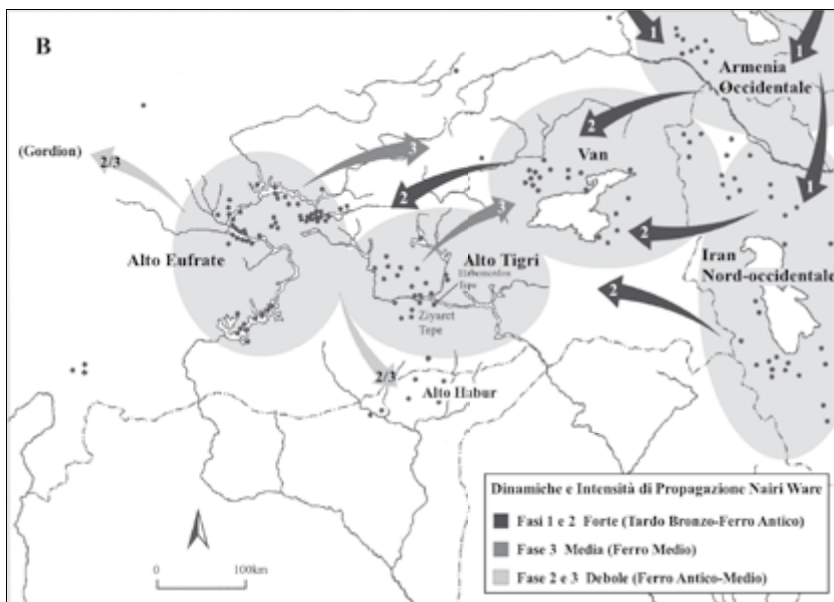 B
1
1
Armenia
Occidentale
2
Van
(Gordion)
2/3
3
2
1
3
2
Alto Eufrate
Alto Tigri
Tepe
Iran
Nord-occidentale
2
Ziyaret
Tepe
2/3
Alto Habur
Dinamiche e Intensità di Propagazione Nairi Ware
Fasi 1 e 2 Forte (Tardo Bronzo-Ferro Antico)
Fase 3 Media (Ferro Medio)
Fase 2 e 3 Debole (Ferro Antico-Medio)
0
100km